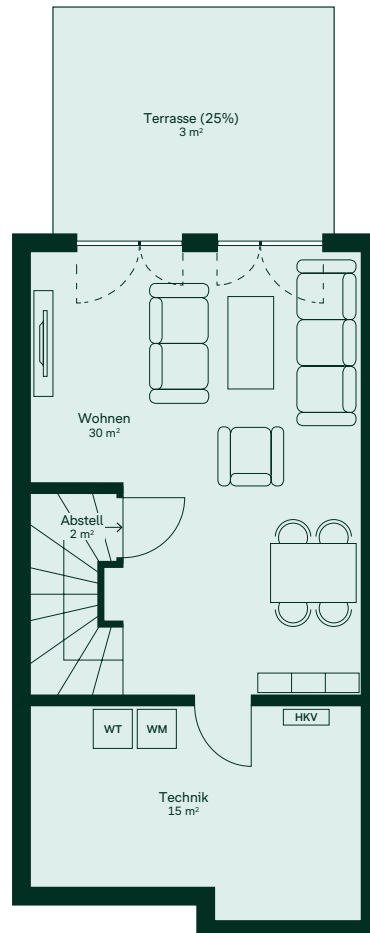 Terrasse (25%)
3 m²
Wohnen
30 m²
Abstell
2 m²
WT
WM
HKV
Technik
15 m²